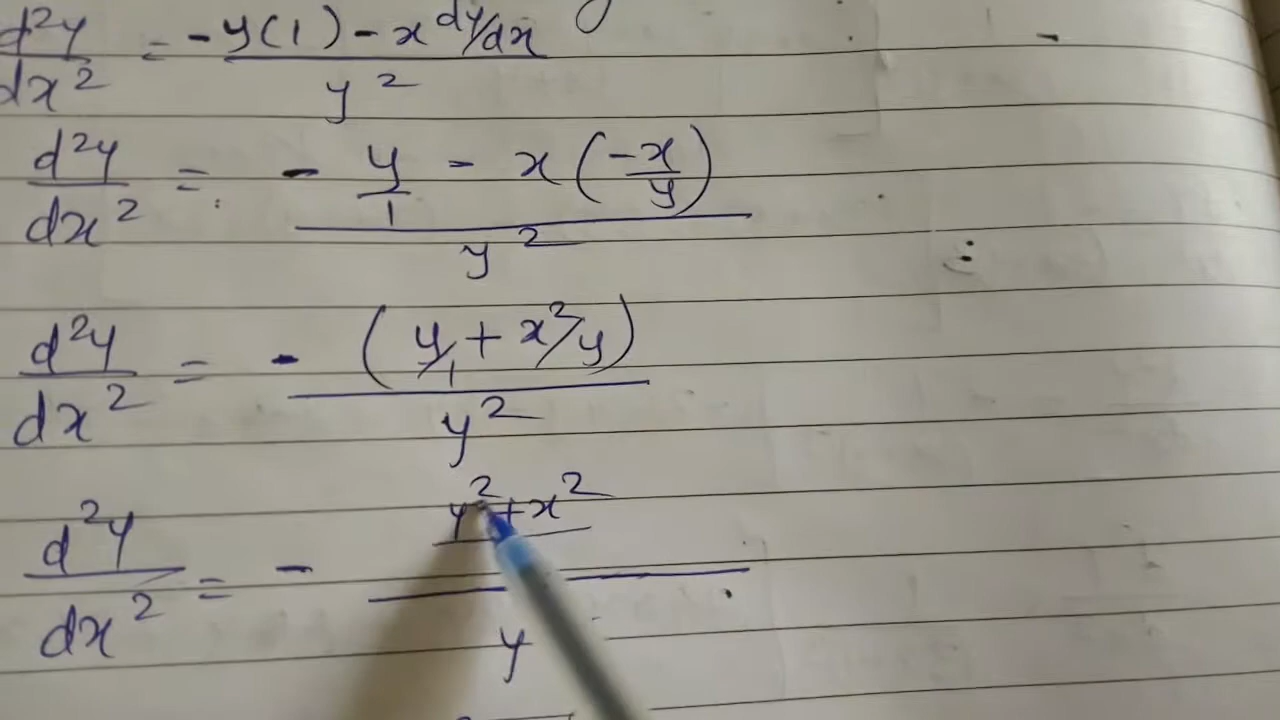 d²y/dx² = -y(1) - x dy/dx / y²
d²y/dx² = - y/1 - x(-x/y) / y²
d²y/dx² = - (y/1 + x²/y) / y²
d²y/dx² = - y² + x² / y